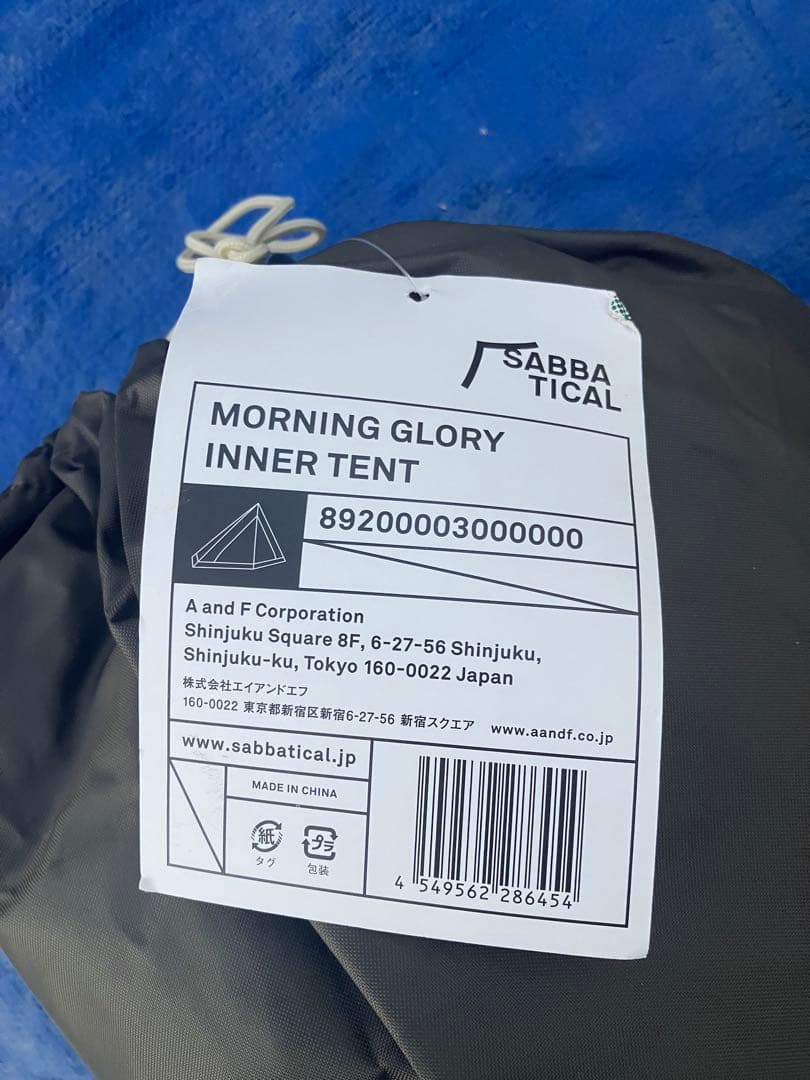 SABBA
TICAL
MORNING GLORY
INNER TENT
89200003000000
A and F Corporation
Shinjuku Square 8F, 6-27-56 Shinjuku,
Shinjuku-ku, Tokyo 160-0022 Japan
株式会社エイアンドエフ
160-0022 東京都新宿区新宿6-27-56 新宿スクエア www.aandf.co.jp
www.sabbatical.jp
MADE IN CHINA
紙 プラ
タグ 包装
4 549562 286454